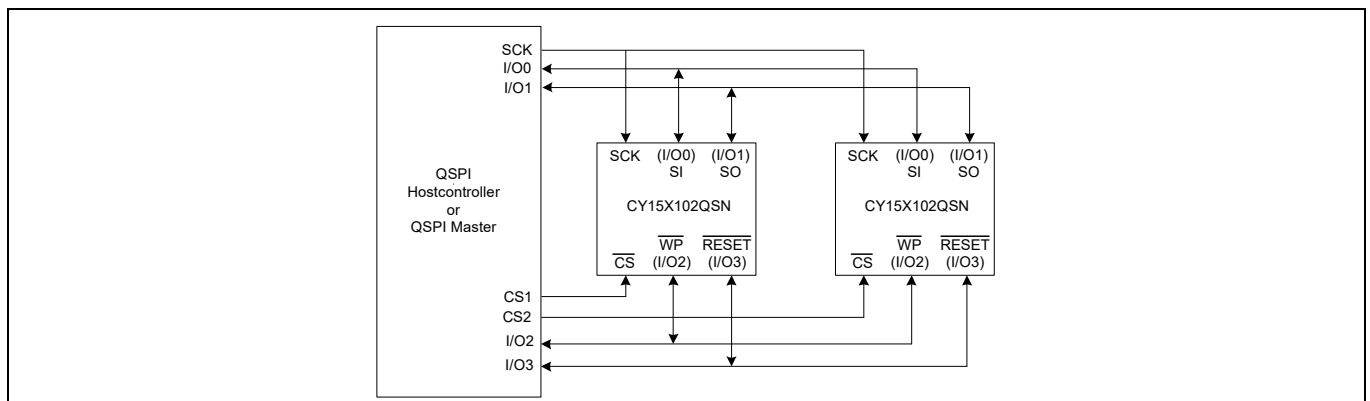 SCK
I/O0
I/O1
SCK (I/O0) (I/O1)
SI SO
CY15X102QSN
WP RESET
CS (I/O2) (I/O3)
SCK (I/O0) (I/O1)
SI SO
CY15X102QSN
WP RESET
CS (I/O2) (I/O3)
QSPI
Hostcontroller
or
QSPI Master
CS1
CS2
I/O2
I/O3